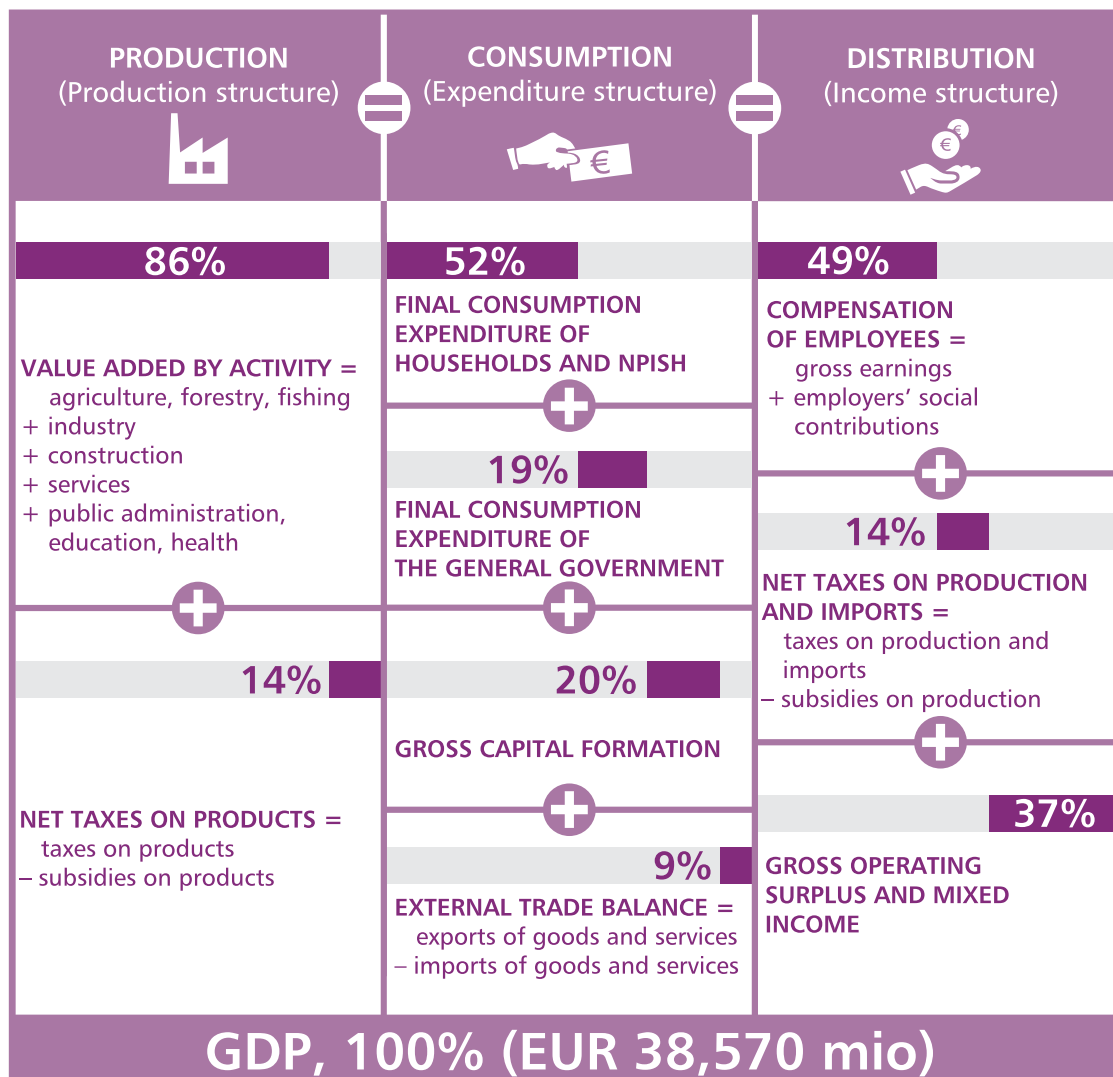 PRODUCTION
(Production structure)
CONSUMPTION
(Expenditure structure)
€
DISTRIBUTION
(Income structure)
€
€
86%
VALUE ADDED BY ACTIVITY =
agriculture, forestry, fishing
+ industry
+ construction
+ services
+ public administration,
education, health
14%
NET TAXES ON PRODUCTS =
taxes on products
– subsidies on products
52%
FINAL CONSUMPTION
EXPENDITURE OF
HOUSEHOLDS AND NPISH
19%
FINAL CONSUMPTION
EXPENDITURE OF
THE GENERAL GOVERNMENT
20%
GROSS CAPITAL FORMATION
9%
EXTERNAL TRADE BALANCE =
exports of goods and services
– imports of goods and services
49%
COMPENSATION
OF EMPLOYEES =
gross earnings
+ employers’ social
contributions
14%
NET TAXES ON PRODUCTION
AND IMPORTS =
taxes on production and
imports
– subsidies on production
37%
GROSS OPERATING
SURPLUS AND MIXED
INCOME
GDP, 100% (EUR 38,570 mio)